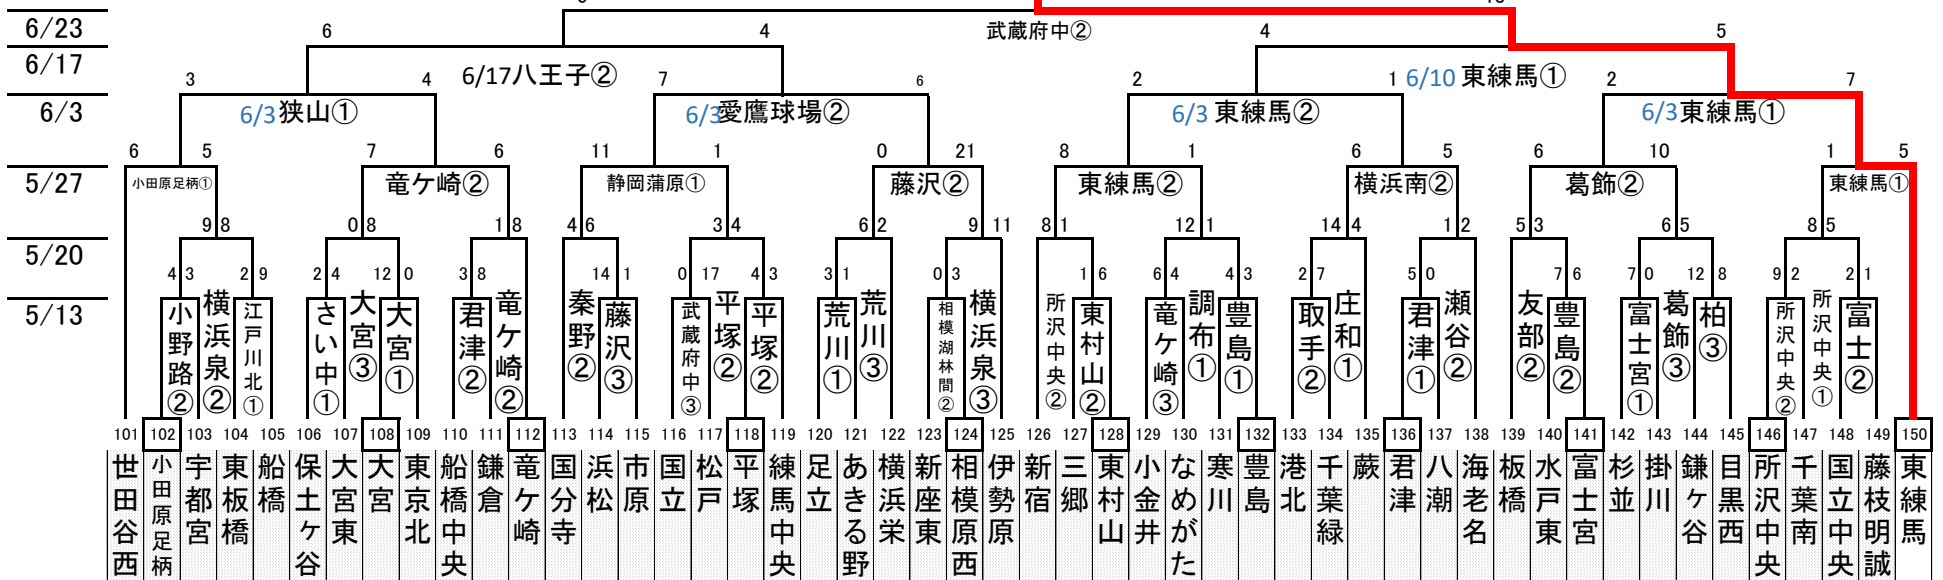 6/23
6
4
武蔵府中②
4
5
6/17
3
4
6/17八王子②
7
6
2
1
6/10 東練馬①
2
7
6/3
6/3 狭山①
6/3 愛鷹球場②
6/3 東練馬②
6/3 東練馬①
6 5 7 6 11 1 0 21 8 1 6 5 6 10 1 5
5/27
小田原足柄①
竜ケ崎②
静岡蒲原①
藤沢②
東練馬②
横浜南②
葛飾②
東練馬①
9 8 0 8 1 8 4 6 3 4 6 2 9 11 8 1 12 1 14 4 1 2 5 3 6 5 8 5
5/20
4 3 2 9 2 4 12 0 3 8 14 1 0 17 4 3 3 1 0 3 1 6 6 4 4 3 2 7 5 0 7 6 7 0 12 8 9 2 2 1
5/13
小野路②
横浜泉②
江戸川北①
さい中①
大宮③
大宮①
君津②
竜ケ崎②
秦野②
藤沢③
武蔵府中③
平塚②
平塚②
荒川①
荒川③
相模湖林間②
横浜泉③
所沢中央②
東村山②
竜ケ崎③
調布①
豊島①
取手②
庄和①
君津①
瀬谷②
友部②
豊島②
富士宮①
葛飾③
柏③
所沢中央②
所沢中央①
富士②
101 102 103 104 105 106 107 108 109 110 111 112 113 114 115 116 117 118 119 120 121 122 123 124 125 126 127 128 129 130 131 132 133 134 135 136 137 138 139 140 141 142 143 144 145 146 147 148 149 150
世田谷西
小田原足柄
宇都宮
東板橋
船橋
保土ケ谷
大宮東
大宮
東京北
船橋中央
鎌倉
竜ケ崎
国分寺
浜松
市原
国立
松戸
平塚
練馬中央
足立
あきる野
横浜栄
新座東
相模原西
伊勢原
新宿
三郷
東村山
小金井
なめがた
寒川
豊島
港北
千葉緑
蕨
君津
八潮
海老名
板橋
水戸東
富士宮
杉並
掛川
鎌ケ谷
目黒西
所沢中央
千葉南
国立中央
藤枝明誠
東練馬